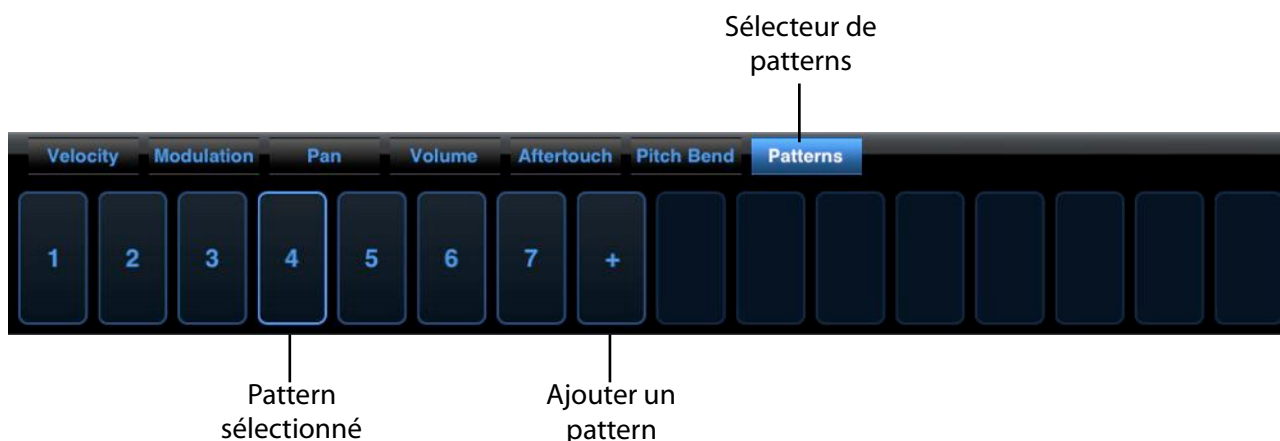 Sélecteur de
patterns
Velocity Modulation Pan Volume Aftertouch Pitch Bend Patterns
1 2 3 4 5 6 7 +
Pattern
sélectionné
Ajouter un
pattern